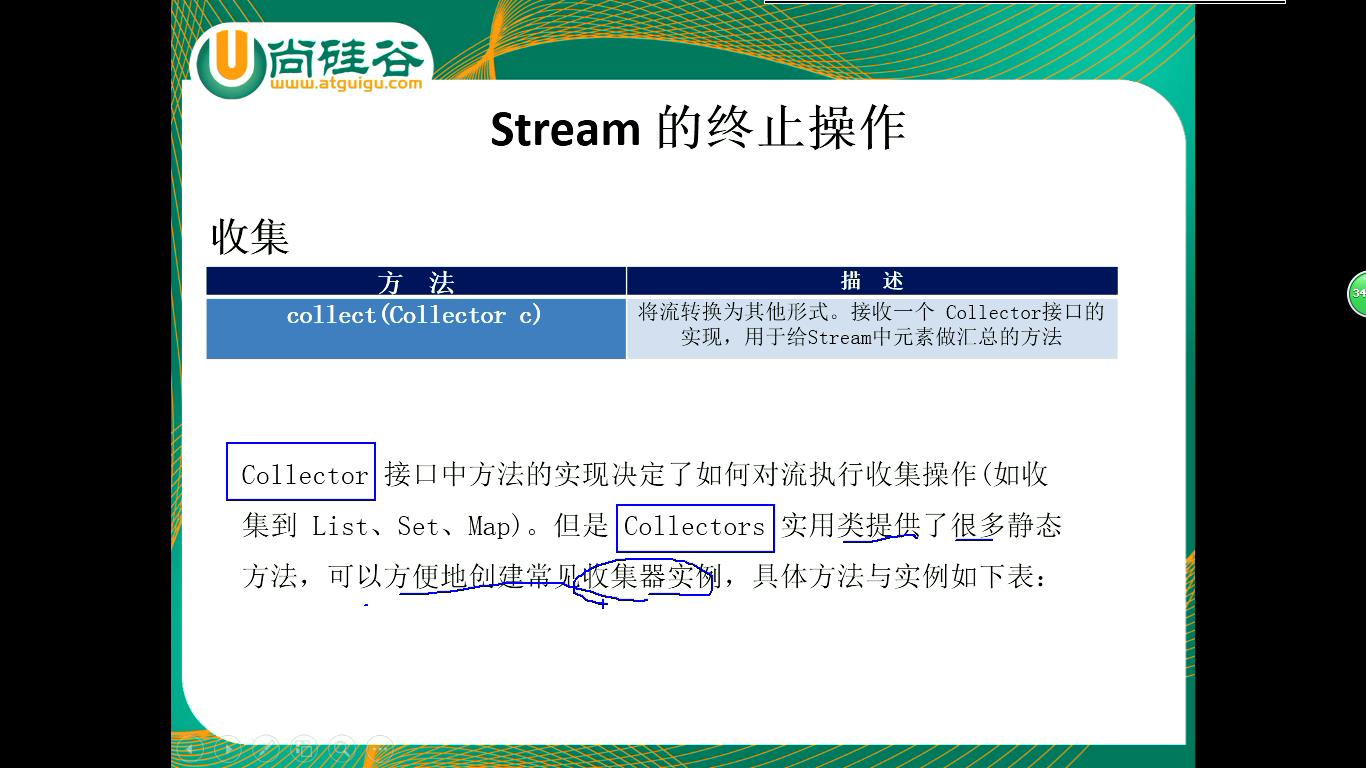 尚硅谷
www.atguigu.com
Stream 的终止操作
收集
方 法
描 述
collect(Collector c)
将流转换为其他形式。接收一个 Collector接口的
实现，用于给Stream中元素做汇总的方法
Collector 接口中方法的实现决定了如何对流执行收集操作(如收
集到 List、Set、Map)。但是 Collectors 实用类提供了很多静态
方法，可以方便地创建常见收集器实例，具体方法与实例如下表：
34